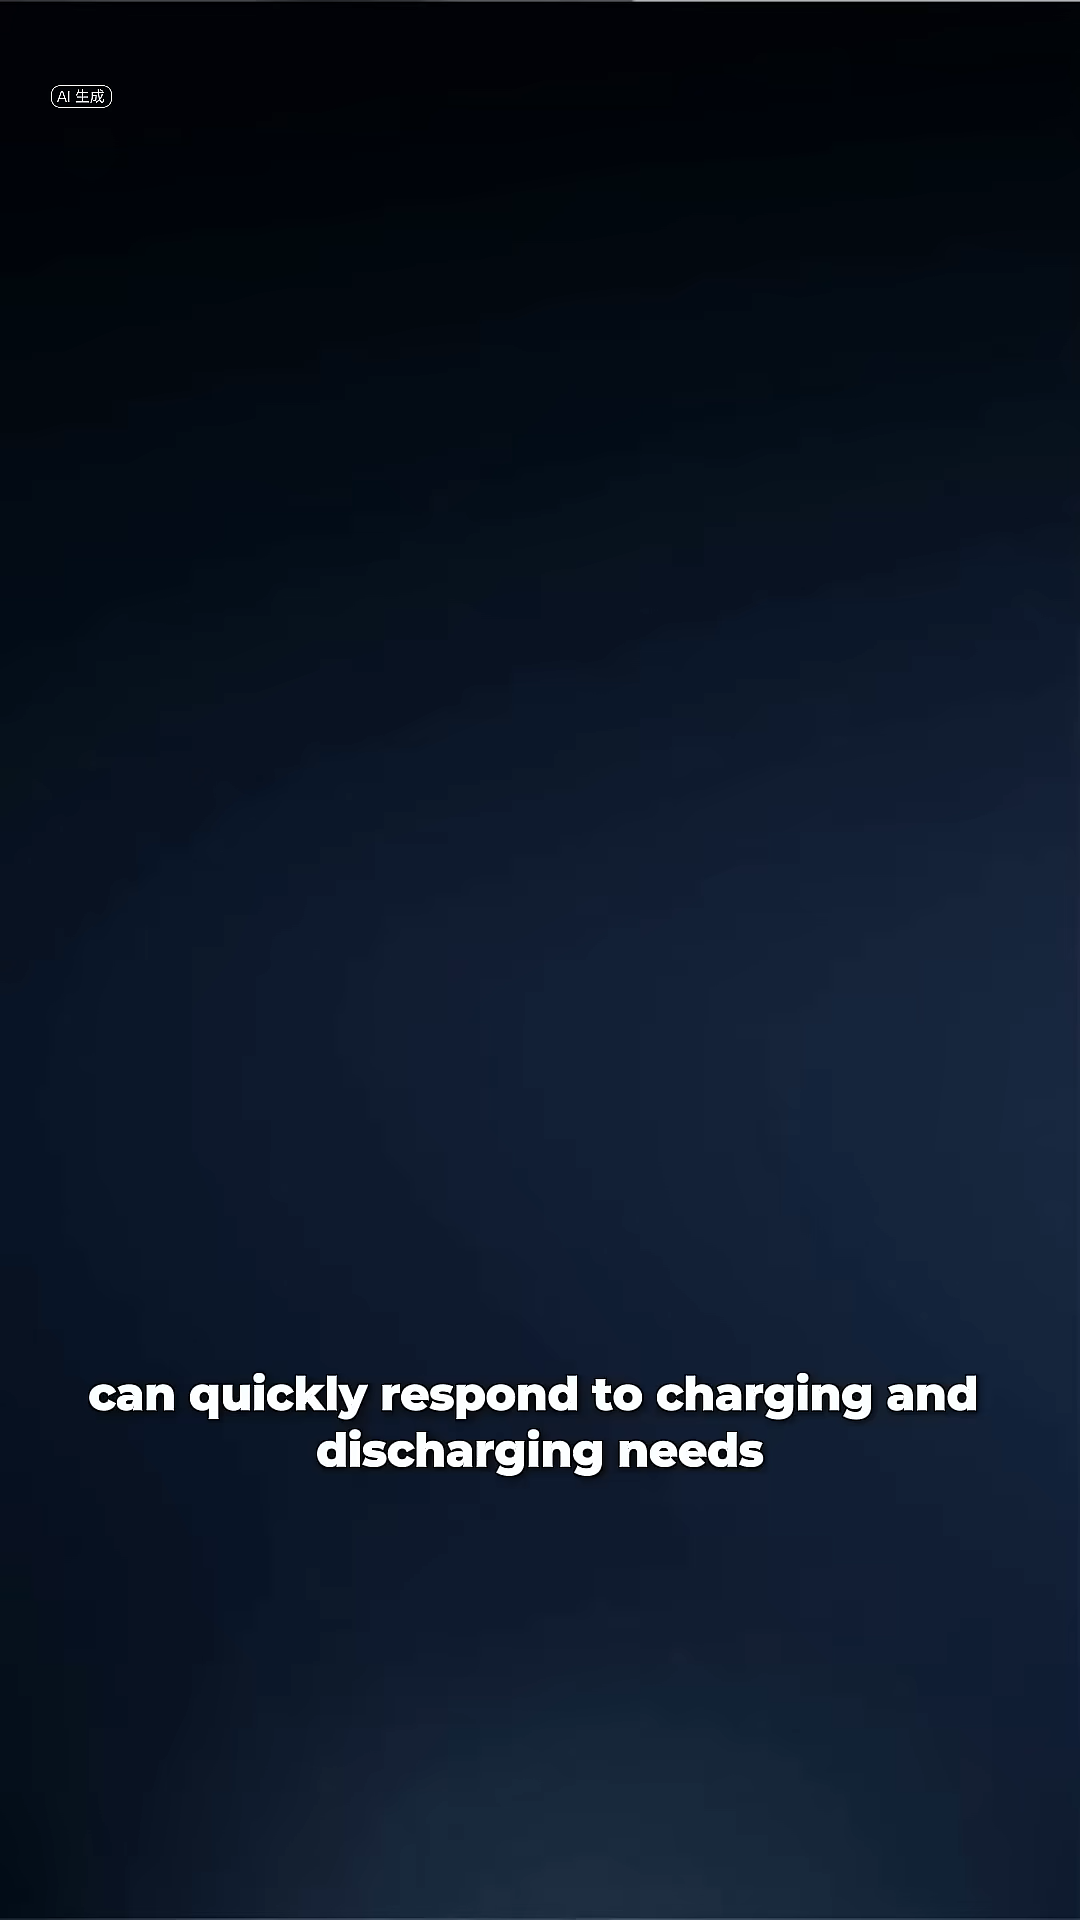 AI 生成
can quickly respond to charging and
discharging needs